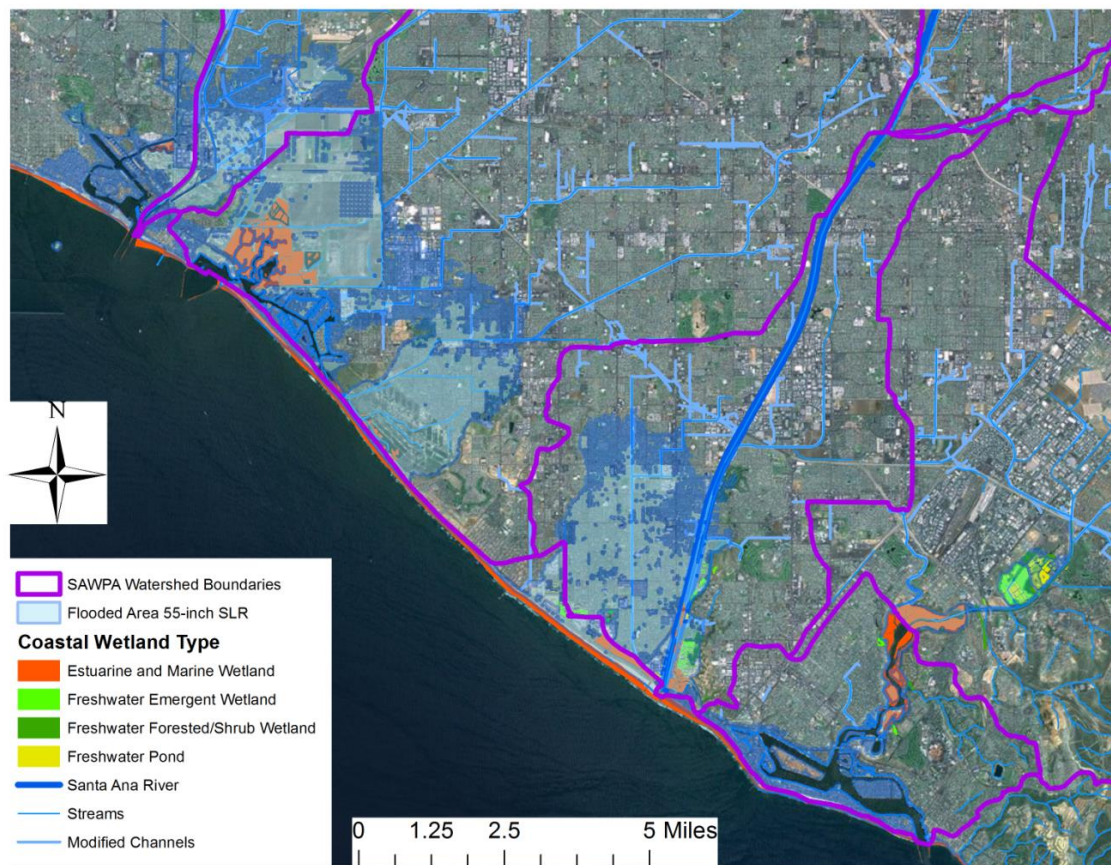 N
SAWPA Watershed Boundaries
Flooded Area 55-inch SLR
Coastal Wetland Type
Estuarine and Marine Wetland
Freshwater Emergent Wetland
Freshwater Forested/Shrub Wetland
Freshwater Pond
Santa Ana River
Streams
Modified Channels
0 1.25 2.5 5 Miles